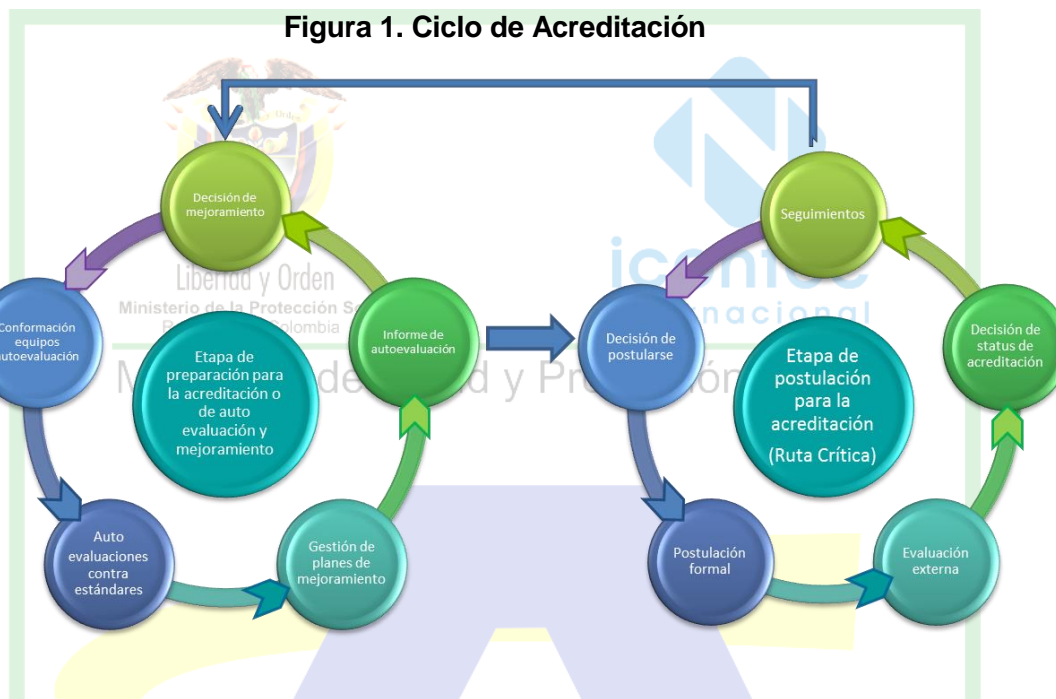 Figura 1. Ciclo de Acreditación
Decisión de
mejoramiento
Conformación
equipos
autoevaluación
Auto
evaluaciones
contra
estándares
Gestión de
planes de
mejoramiento
Informe de
autoevaluación
Etapa de
preparación para
la acreditación o
de auto
evaluación y
mejoramiento
Seguimientos
Decisión de
postularse
Postulación
formal
Evaluación
externa
Decisión de
status de
acreditación
Etapa de
postulación
para la
acreditación
(Ruta Crítica)
Libertad y Orden
Ministerio de la Protección